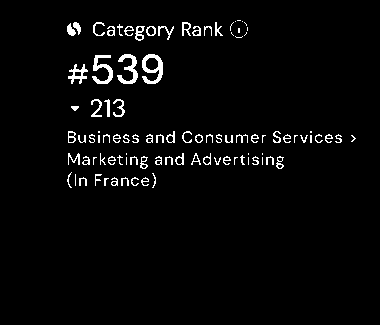 Category Rank
#539
213
Business and Consumer Services >
Marketing and Advertising
(In France)